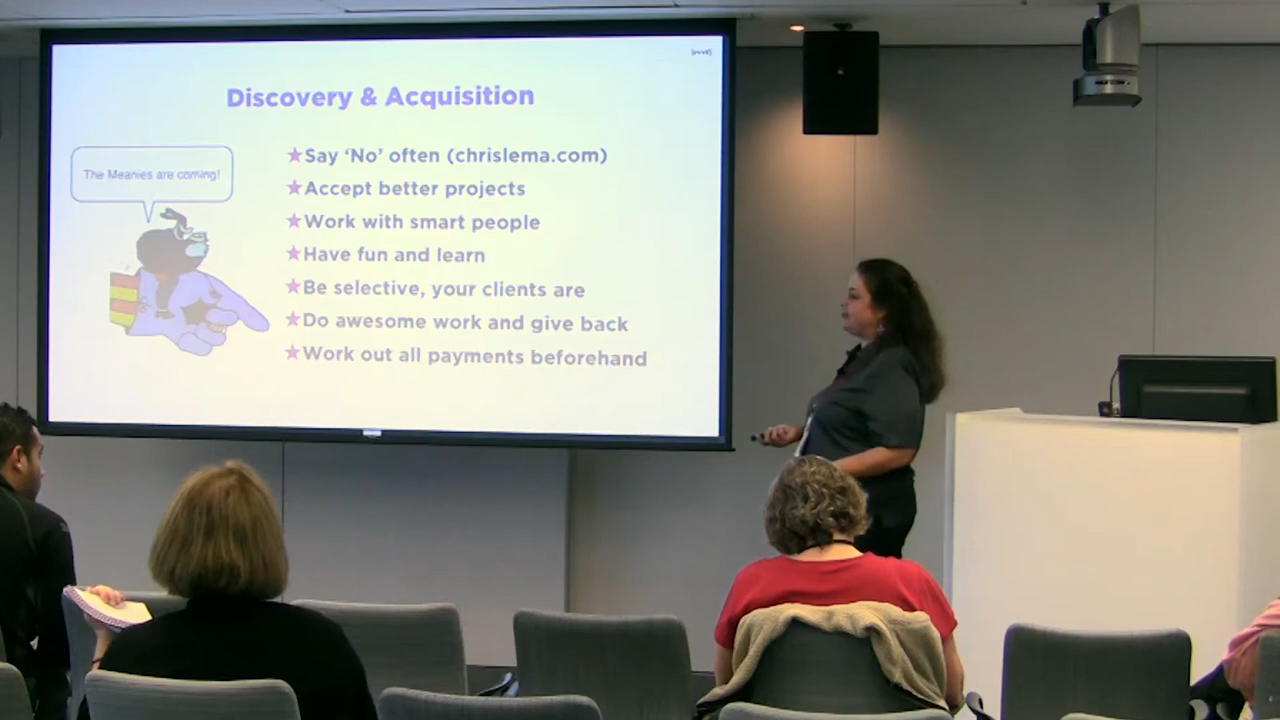 Discovery & Acquisition
The Meanies are coming!
★Say ‘No’ often (chrislema.com)
★Accept better projects
★Work with smart people
★Have fun and learn
★Be selective, your clients are
★Do awesome work and give back
★Work out all payments beforehand